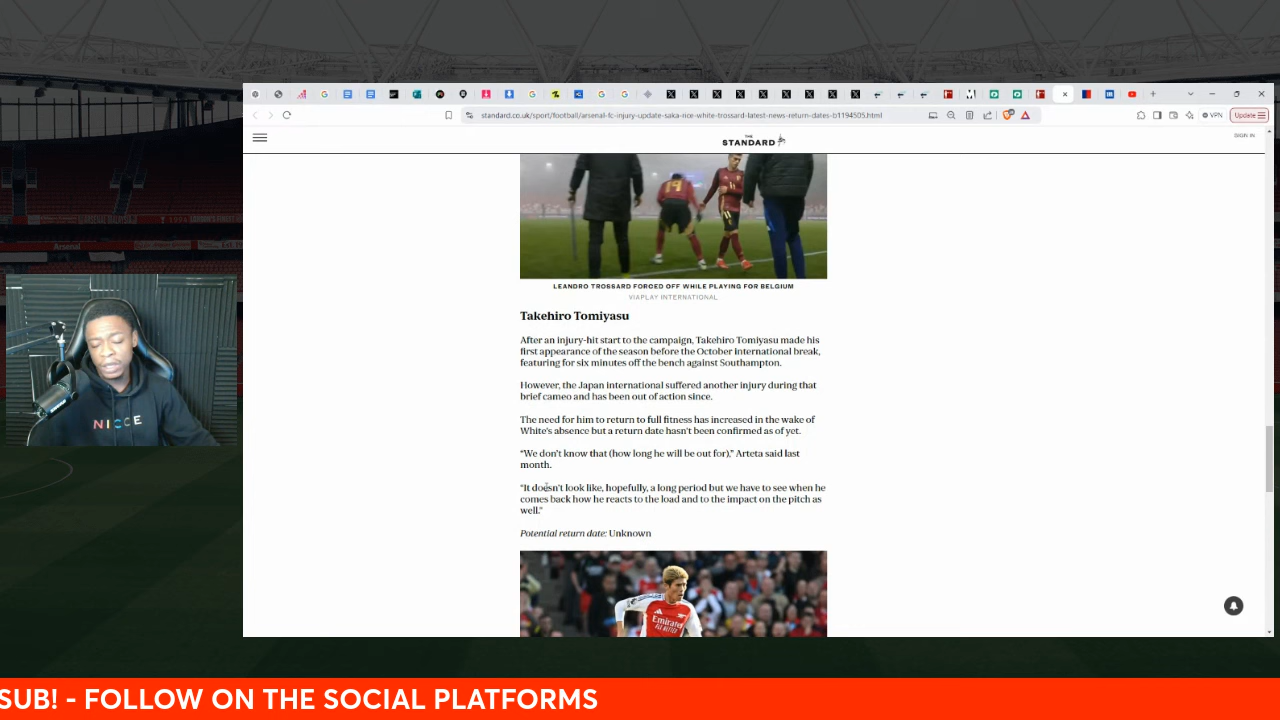 standard.co.uk/sport/football/arsenal-fc-injury-update-saka-rice-white-trossard-latest-news-return-dates-b1194505.html
VPN
Update
THE
STANDARD
SIGN IN
LEANDRO TROSSARD FORCED OFF WHILE PLAYING FOR BELGIUM
VIAPLAY INTERNATIONAL
Takehiro Tomiyasu
After an injury-hit start to the campaign, Takehiro Tomiyasu made his
first appearance of the season before the October international break,
featuring for six minutes off the bench against Southampton.
However, the Japan international suffered another injury during that
brief cameo and has been out of action since.
The need for him to return to full fitness has increased in the wake of
White's absence but a return date hasn't been confirmed as of yet.
“We don't know that (how long he will be out for),” Arteta said last
month.
“It doesn't look like, hopefully, a long period but we have to see when he
comes back how he reacts to the load and to the impact on the pitch as
well.”
Potential return date: Unknown
Emirates
FLY BETTER
19
11
Arsenal
NICCE
SUB! - FOLLOW ON THE SOCIAL PLATFORMS